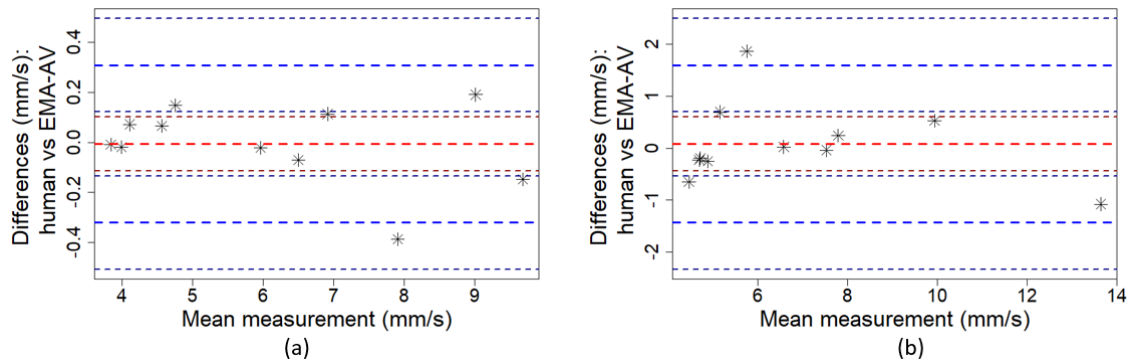 Differences (mm/s):
human vs EMA-AV
0.4
0.2
0.0
-0.2
-0.4
4 5 6 7 8 9
Mean measurement (mm/s)
(a)
Differences (mm/s):
human vs EMA-AV
2
1
0
-1
-2
6 8 10 12 14
Mean measurement (mm/s)
(b)